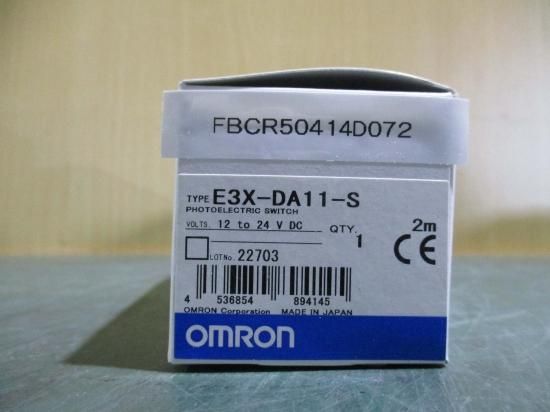 FBCR50414D072
TYPE E3X-DA11-S
PHOTOELECTRIC SWITCH
2m
VOLTS. 12 to 24 V DC QTY. 1
LOT No. 22703
CE
4 536854 894145
OMRON Corporation MADE IN JAPAN
OMRON